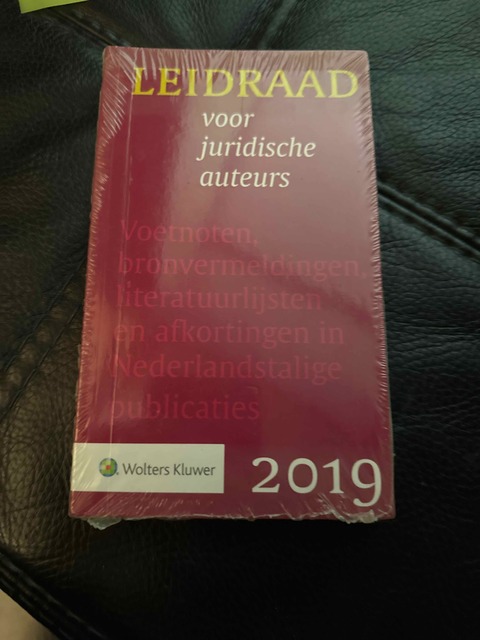 LEIDRAAD
voor
juridische
auteurs
Voetnoten,
bronvermeldingen,
literatuurlijsten
en afkortingen in
Nederlandstalige
publicaties
Wolters Kluwer
2019